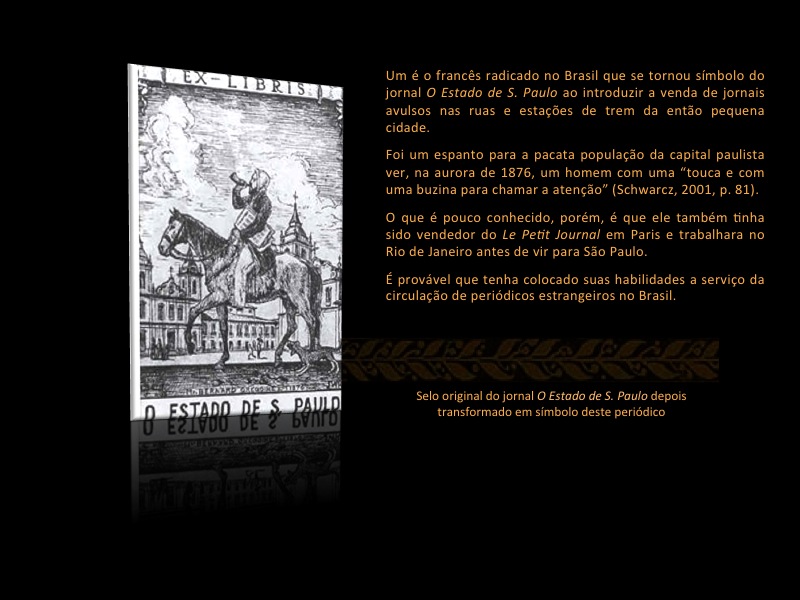 EX-LIBRIS
O ESTADO DE S. PAULO
Um é o francês radicado no Brasil que se tornou símbolo do
jornal O Estado de S. Paulo ao introduzir a venda de jornais
avulsos nas ruas e estações de trem da então pequena
cidade.
Foi um espanto para a pacata população da capital paulista
ver, na aurora de 1876, um homem com uma “touca e com
uma buzina para chamar a atenção” (Schwarcz, 2001, p. 81).
O que é pouco conhecido, porém, é que ele também tinha
sido vendedor do Le Petit Journal em Paris e trabalhara no
Rio de Janeiro antes de vir para São Paulo.
É provável que tenha colocado suas habilidades a serviço da
circulação de periódicos estrangeiros no Brasil.
Selo original do jornal O Estado de S. Paulo depois
transformado em símbolo deste periódico